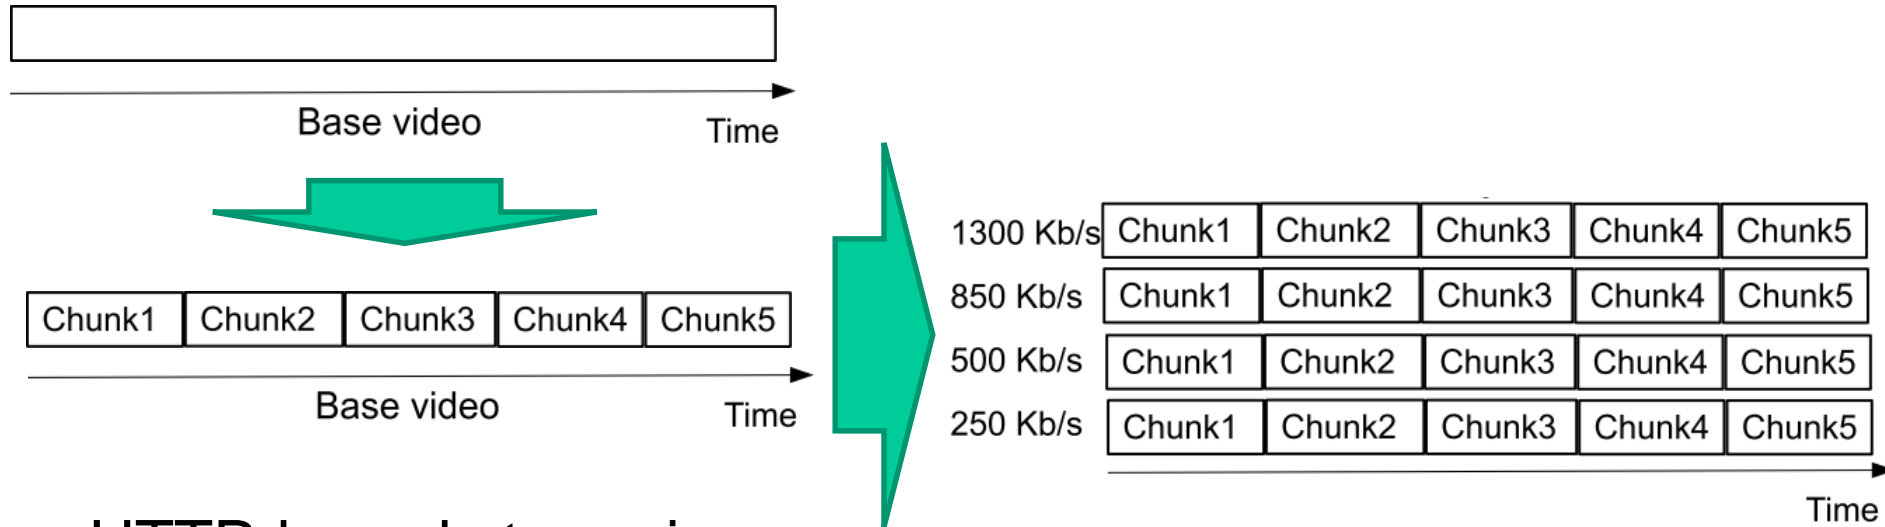 Base video
Time
Chunk1 Chunk2 Chunk3 Chunk4 Chunk5
Base video
Time
1300 Kb/s Chunk1 Chunk2 Chunk3 Chunk4 Chunk5
850 Kb/s Chunk1 Chunk2 Chunk3 Chunk4 Chunk5
500 Kb/s Chunk1 Chunk2 Chunk3 Chunk4 Chunk5
250 Kb/s Chunk1 Chunk2 Chunk3 Chunk4 Chunk5
Time